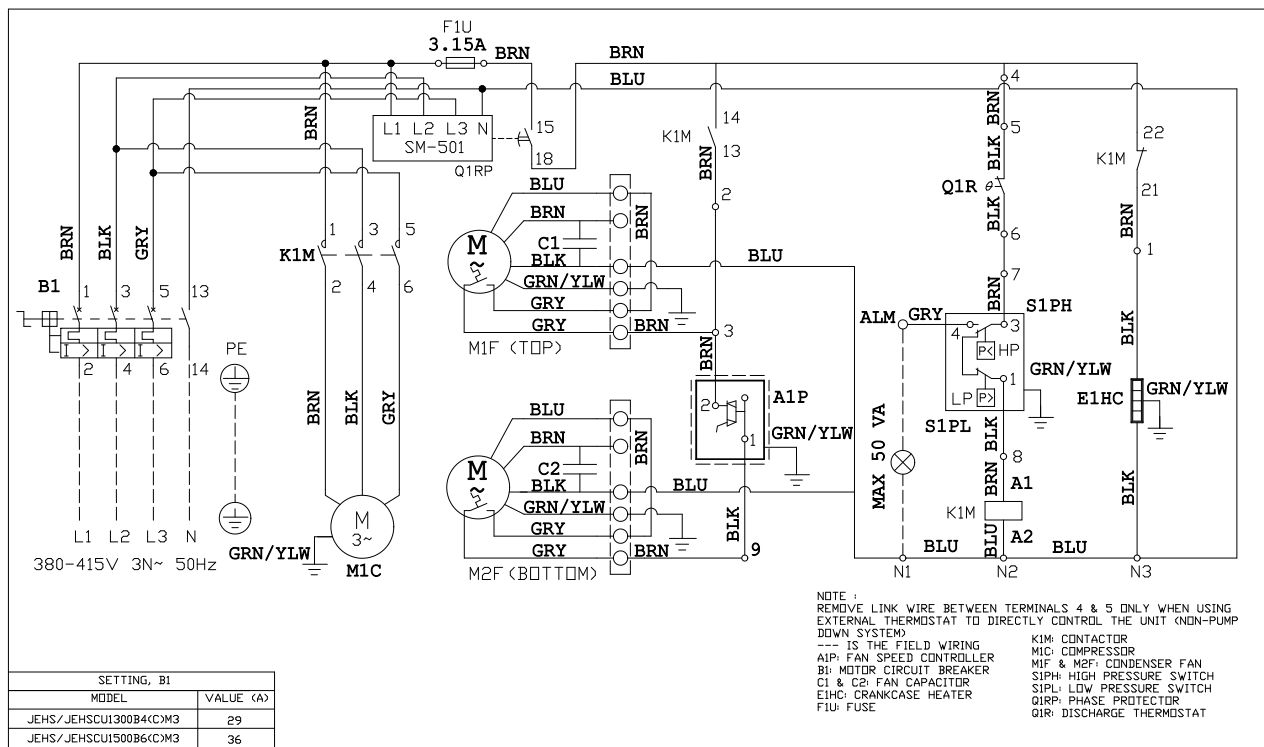 F1U
3.15A
BRN
BRN
BLU
L1 L2 L3 N
SM-501
Q1RP
15
18
BRN
BRN
BLK
GRY
B1
1 3 5 13
2 4 6 14
PE
L1 L2 L3 N
380-415V 3N~ 50Hz
K1M
1 3 5
2 4 6
BRN
BLK
GRY
M
3~
GRN/YLW
M1C
BLU
BRN
C1
BLK
GRN/YLW
GRY
GRY
BRN
BRN
M
~
M1F (TOP)
BLU
BLU
BRN
C2
BLK
GRN/YLW
GRY
GRY
BRN
BRN
M
~
M2F (BOTTOM)
BLU
K1M
14
13
BRN
2
3
BRN
2
1
A1P
GRN/YLW
BLK
9
4
BRN
5
BLK
Q1R
θ
BLK
6
7
BRN
S1PH
ALM
GRY
4
3
P<
HP
1
LP
P>
GRN/YLW
S1PL
BLK
8
BRN
A1
K1M
A2
BLU
MAX 50 VA
22
K1M
21
BRN
1
BLK
E1HC
GRN/YLW
BLK
BLU
BLU
N1
N2
N3
NOTE :
REMOVE LINK WIRE BETWEEN TERMINALS 4 & 5 ONLY WHEN USING
EXTERNAL THERMOSTAT TO DIRECTLY CONTROL THE UNIT (NON-PUMP
DOWN SYSTEM)
--- IS THE FIELD WIRING
A1P: FAN SPEED CONTROLLER
B1: MOTOR CIRCUIT BREAKER
C1 & C2: FAN CAPACITOR
E1HC: CRANKCASE HEATER
F1U: FUSE
K1M: CONTACTOR
M1C: COMPRESSOR
M1F & M2F: CONDENSER FAN
S1PH: HIGH PRESSURE SWITCH
S1PL: LOW PRESSURE SWITCH
Q1RP: PHASE PROTECTOR
Q1R: DISCHARGE THERMOSTAT
SETTING, B1
MODEL VALUE (A)
JEHS/JEHSCU1300B4(C)M3 29
JEHS/JEHSCU1500B6(C)M3 36